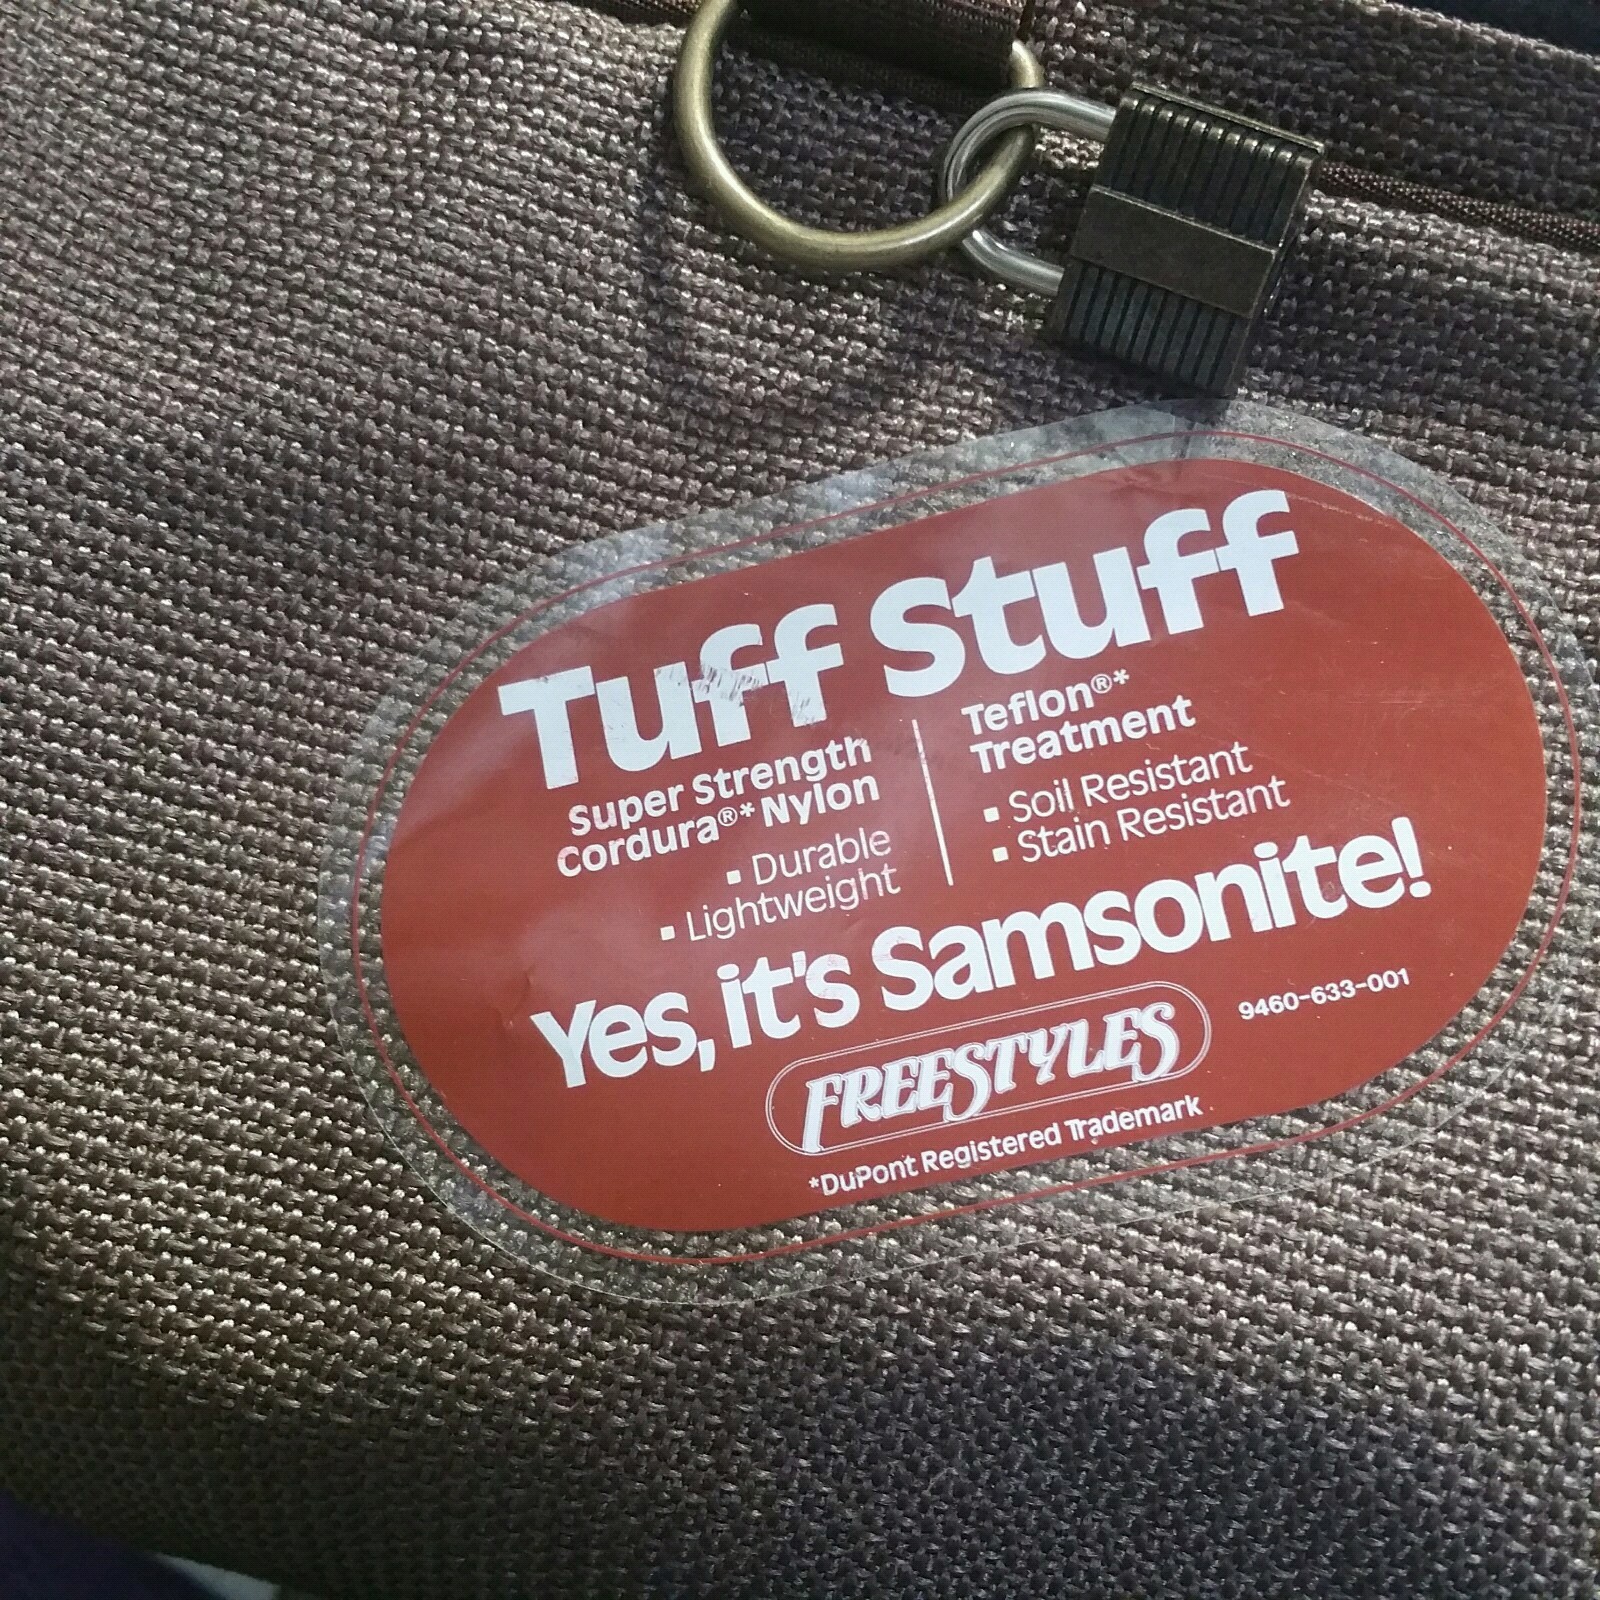 Tuff Stuff
Super Strength
Cordura®* Nylon
▪ Durable
▪ Lightweight
Teflon®*
Treatment
▪ Soil Resistant
▪ Stain Resistant
Yes, it's Samsonite!
FREESTYLES
9460-633-001
*DuPont Registered Trademark